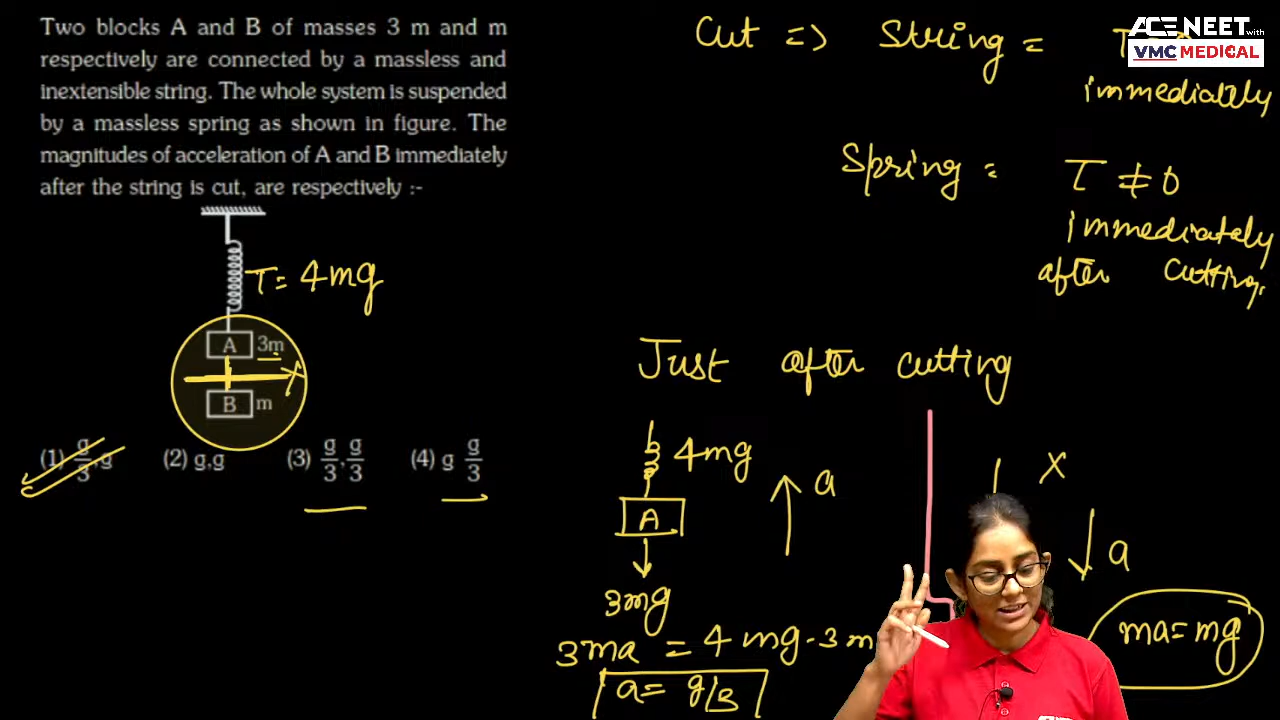 Two blocks A and B of masses 3 m and m
respectively are connected by a massless and
inextensible string. The whole system is suspended
by a massless spring as shown in figure. The
magnitudes of acceleration of A and B immediately
after the string is cut, are respectively :-
T = 4mg
A 3m
B m
(1) g/3, g (2) g,g (3) g/3, g/3 (4) g g/3
Cut => String =
immediately
Spring = T ≠ 0
immediately
after cutting.
ACE NEET with
VMC MEDICAL
Just after cutting
4mg
a
A
3mg
3ma = 4mg - 3m
a = g/3
X
a
ma = mg